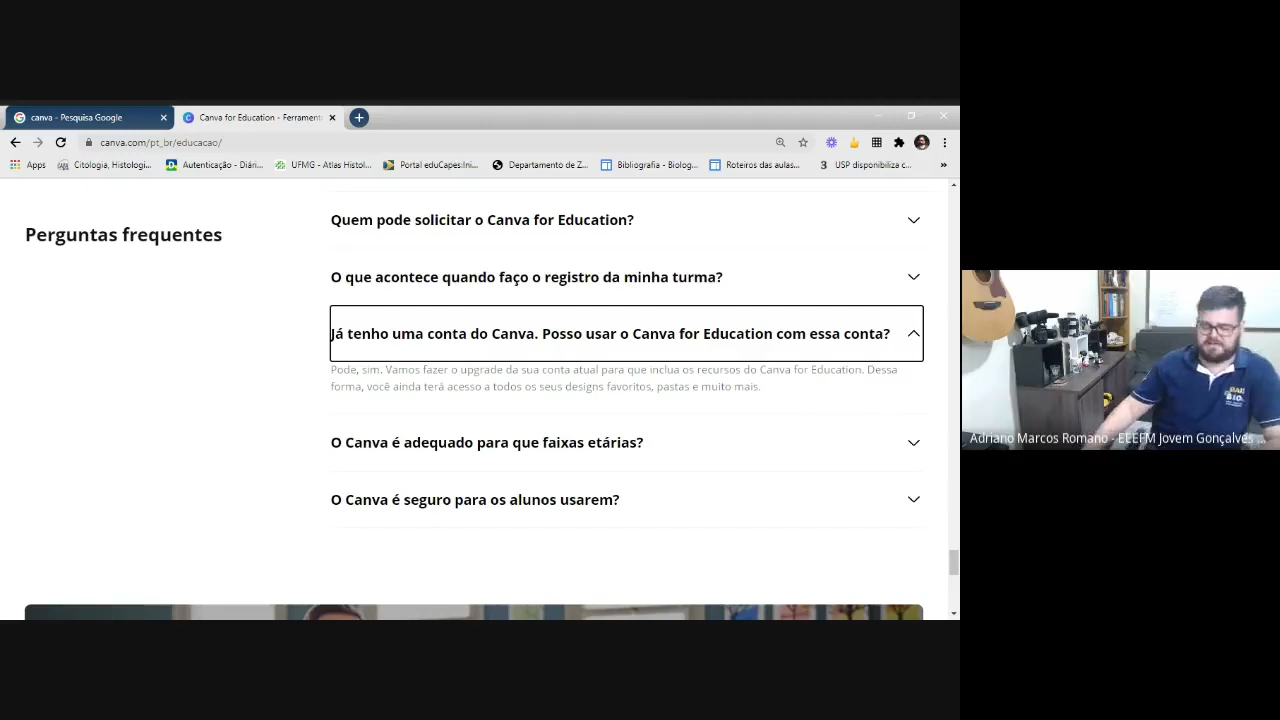 canva - Pesquisa Google
Canva for Education - Ferrament
canva.com/pt_br/educacao/
Apps
Citologia, Histologi...
Autenticação - Diári...
UFMG - Atlas Histol...
Portal eduCapes:Ini...
Departamento de Z...
Bibliografia - Biolog...
Roteiros das aulas...
3 USP disponibiliza c...
»
Perguntas frequentes
Quem pode solicitar o Canva for Education?
O que acontece quando faço o registro da minha turma?
Já tenho uma conta do Canva. Posso usar o Canva for Education com essa conta?
Pode, sim. Vamos fazer o upgrade da sua conta atual para que inclua os recursos do Canva for Education. Dessa
forma, você ainda terá acesso a todos os seus designs favoritos, pastas e muito mais.
O Canva é adequado para que faixas etárias?
O Canva é seguro para os alunos usarem?
Adriano Marcos Romano - EEEFM Jovem Gonçalves ...